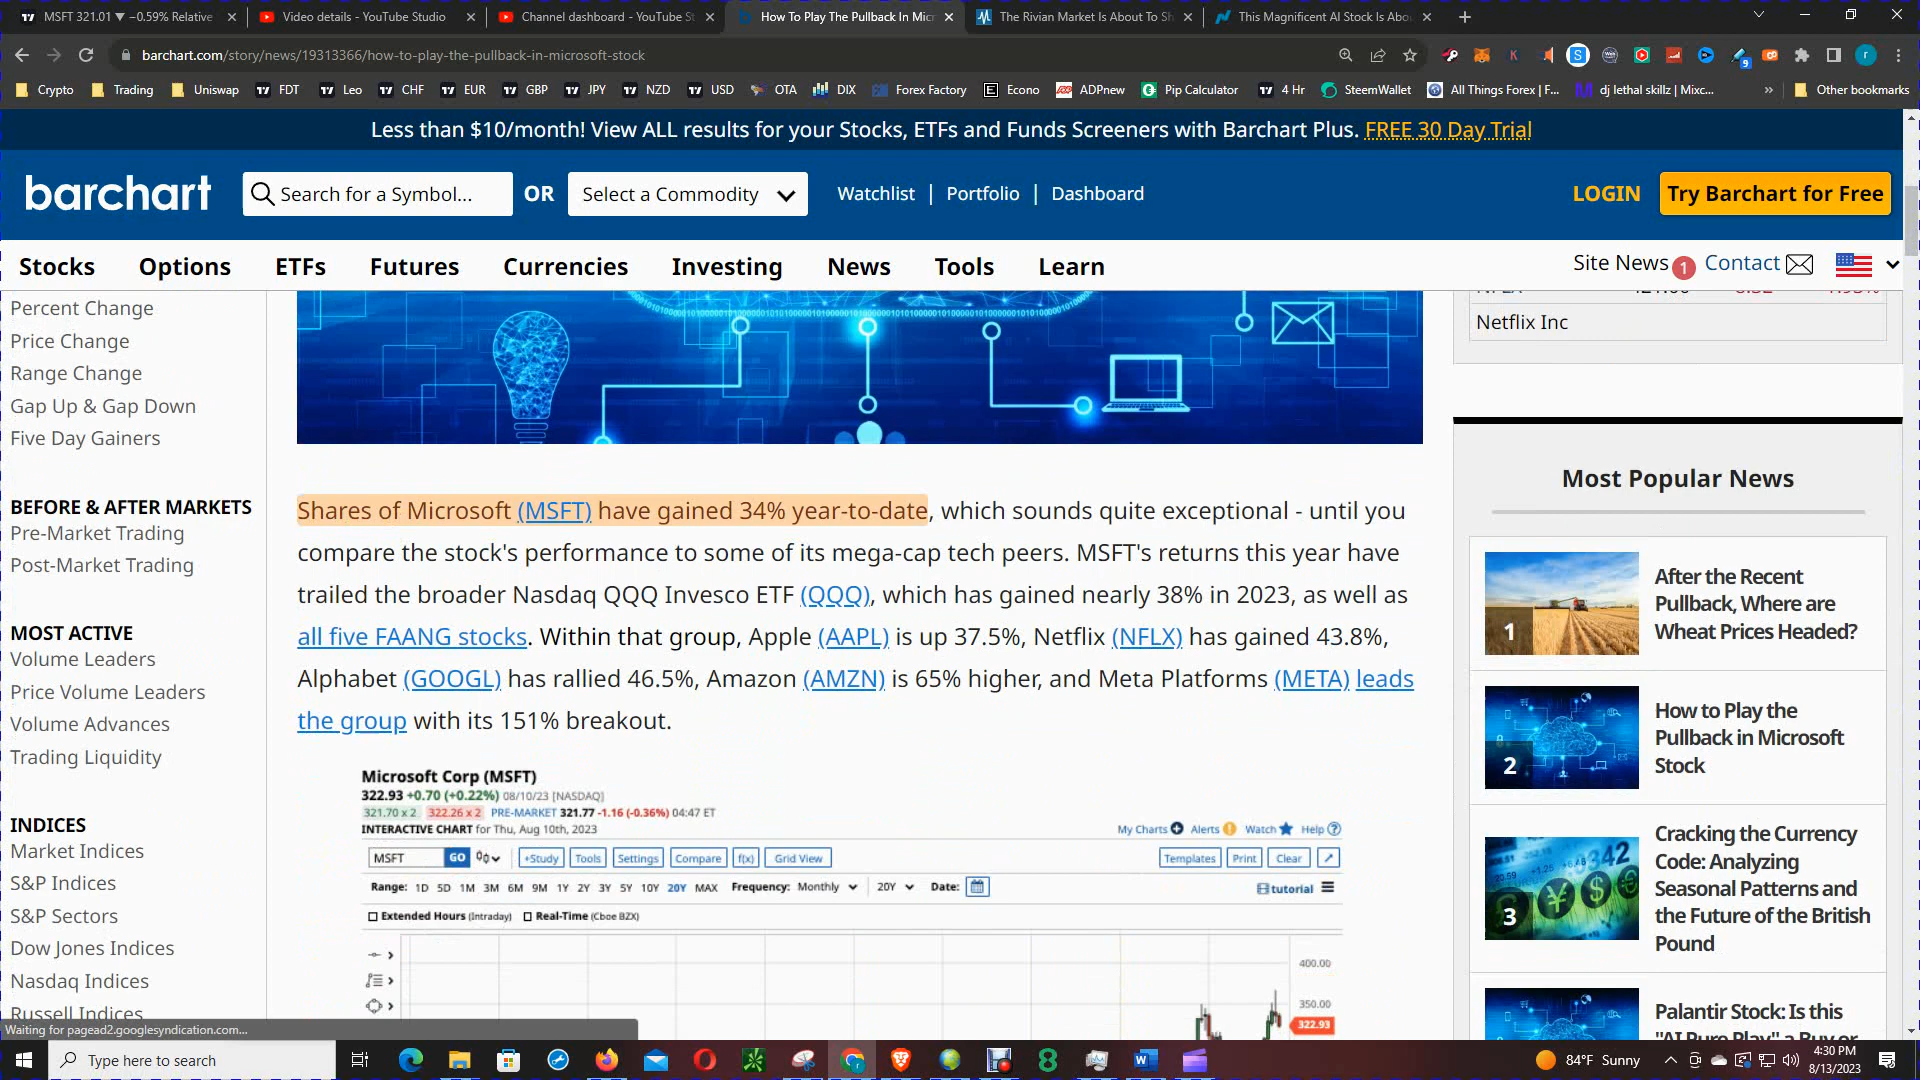 MSFT 321.01 ▼ −0.59% Relative
Video details - YouTube Studio
Channel dashboard - YouTube St
How To Play The Pullback In Micr
The Rivian Market Is About To Sh
This Magnificent AI Stock Is Abou
barchart.com/story/news/19313366/how-to-play-the-pullback-in-microsoft-stock
Crypto Trading Uniswap FDT Leo CHF EUR GBP JPY NZD USD OTA DIX Forex Factory Econo ADPnew Pip Calculator 4 Hr SteemWallet All Things Forex | F... dj lethal skillz | Mixc... » Other bookmarks
Less than $10/month! View ALL results for your Stocks, ETFs and Funds Screeners with Barchart Plus. FREE 30 Day Trial
barchart Search for a Symbol... OR Select a Commodity Watchlist | Portfolio | Dashboard LOGIN Try Barchart for Free
Stocks Options ETFs Futures Currencies Investing News Tools Learn Site News 1 Contact
Percent Change
Price Change
Range Change
Gap Up & Gap Down
Five Day Gainers
BEFORE & AFTER MARKETS
Pre-Market Trading
Post-Market Trading
MOST ACTIVE
Volume Leaders
Price Volume Leaders
Volume Advances
Trading Liquidity
INDICES
Market Indices
S&P Indices
S&P Sectors
Dow Jones Indices
Nasdaq Indices
Russell Indices
Waiting for pagead2.googlesyndication.com...
Shares of Microsoft (MSFT) have gained 34% year-to-date, which sounds quite exceptional - until you
compare the stock's performance to some of its mega-cap tech peers. MSFT's returns this year have
trailed the broader Nasdaq QQQ Invesco ETF (QQQ), which has gained nearly 38% in 2023, as well as
all five FAANG stocks. Within that group, Apple (AAPL) is up 37.5%, Netflix (NFLX) has gained 43.8%,
Alphabet (GOOGL) has rallied 46.5%, Amazon (AMZN) is 65% higher, and Meta Platforms (META) leads
the group with its 151% breakout.
Microsoft Corp (MSFT)
322.93 +0.70 (+0.22%) 08/10/23 [NASDAQ]
321.70 x 2 322.26 x 2 PRE-MARKET 321.77 -1.16 (-0.36%) 04:47 ET
INTERACTIVE CHART for Thu, Aug 10th, 2023
My Charts Alerts Watch Help
MSFT GO +Study Tools Settings Compare f(x) Grid View Templates Print Clear
Range: 1D 5D 1M 3M 6M 9M 1Y 2Y 3Y 5Y 10Y 20Y MAX Frequency: Monthly 20Y Date: tutorial
Extended Hours (Intraday) Real-Time (Cboe BZX)
400.00
350.00
322.93
Netflix Inc
Most Popular News
1
After the Recent
Pullback, Where are
Wheat Prices Headed?
2
How to Play the
Pullback in Microsoft
Stock
3
Cracking the Currency
Code: Analyzing
Seasonal Patterns and
the Future of the British
Pound
Palantir Stock: Is this
"AI Pure Play" a Buy or
Type here to search
84°F Sunny
4:30 PM
8/13/2023